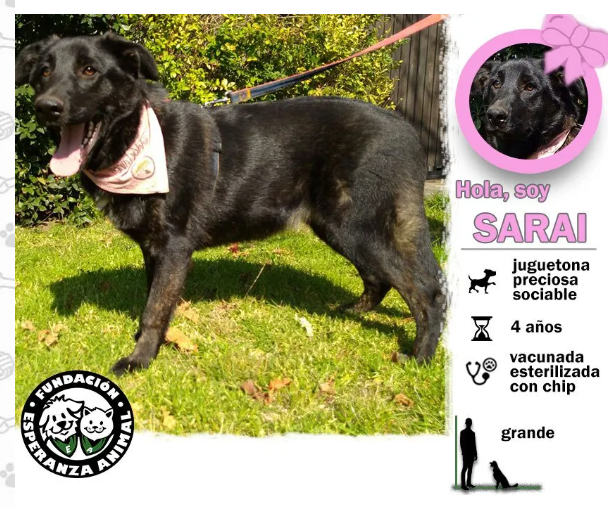 Hola, soy
SARAI
juguetona
preciosa
sociable
4 años
vacunada
esterilizada
con chip
grande
FUNDACIÓN
ESPERANZA ANIMAL